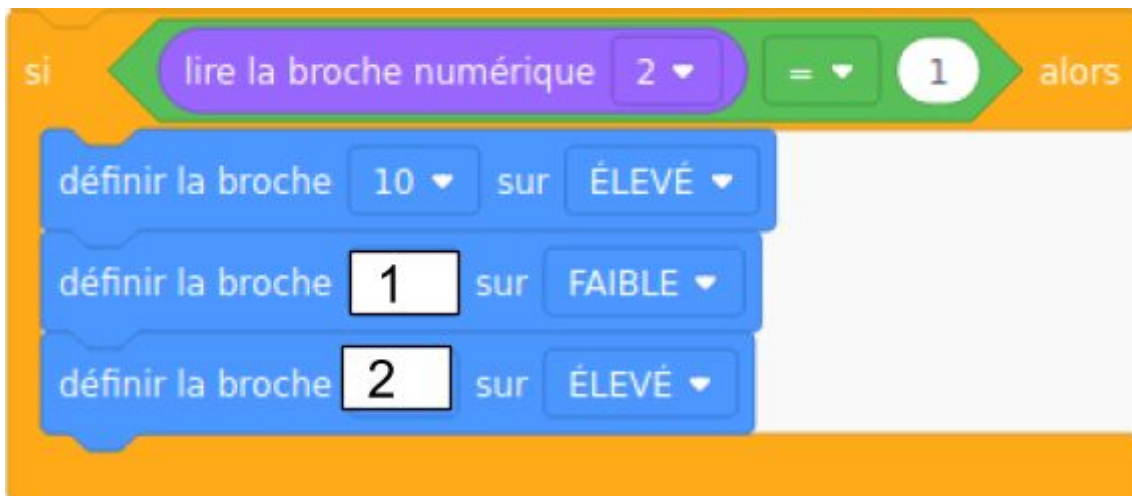 si lire la broche numérique 2 = 1 alors
définir la broche 10 sur ÉLEVÉ
définir la broche 1 sur FAIBLE
définir la broche 2 sur ÉLEVÉ